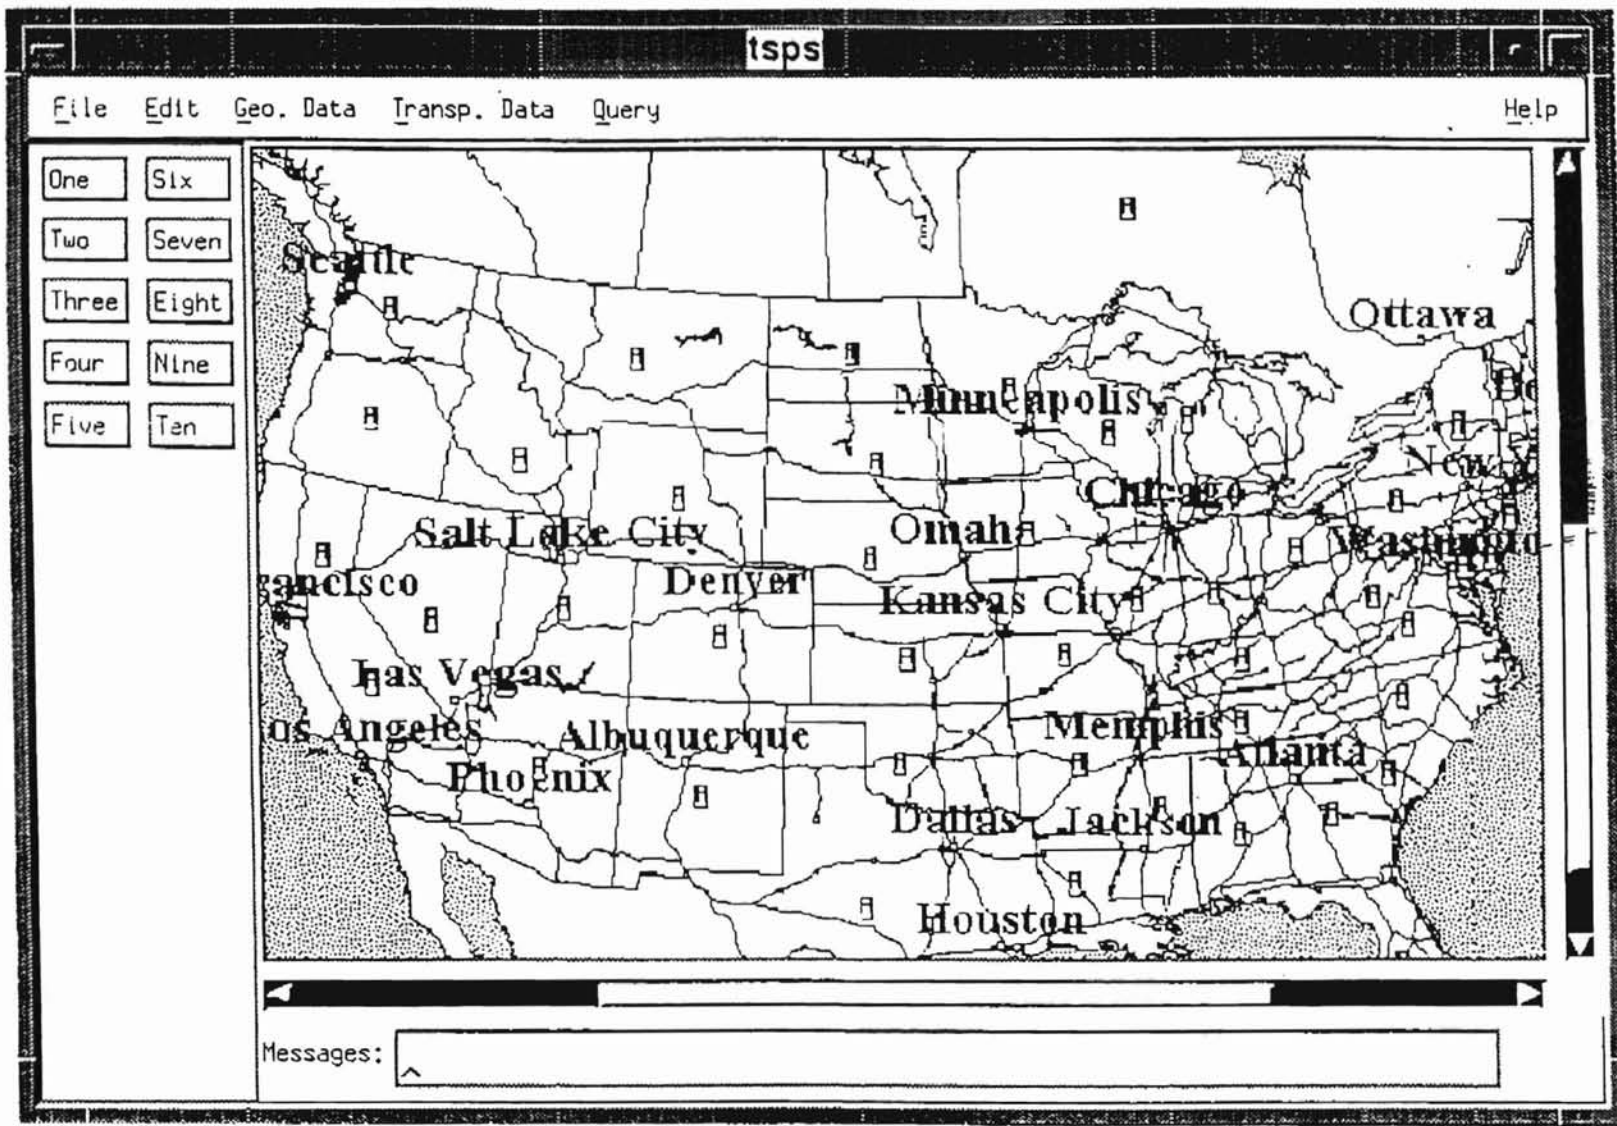 tsps
File Edit Geo. Data Transp. Data Query Help
One Six
Two Seven
Three Eight
Four Nine
Five Ten
Seattle
Ottawa
Minneapolis
Chicago
Salt Lake City
Omaha
Denver
Kansas City
ancisco
Las Vegas
os Angeles
Albuquerque
Memphis
Atlanta
Phoenix
Dallas
Jackson
Houston
Messages: